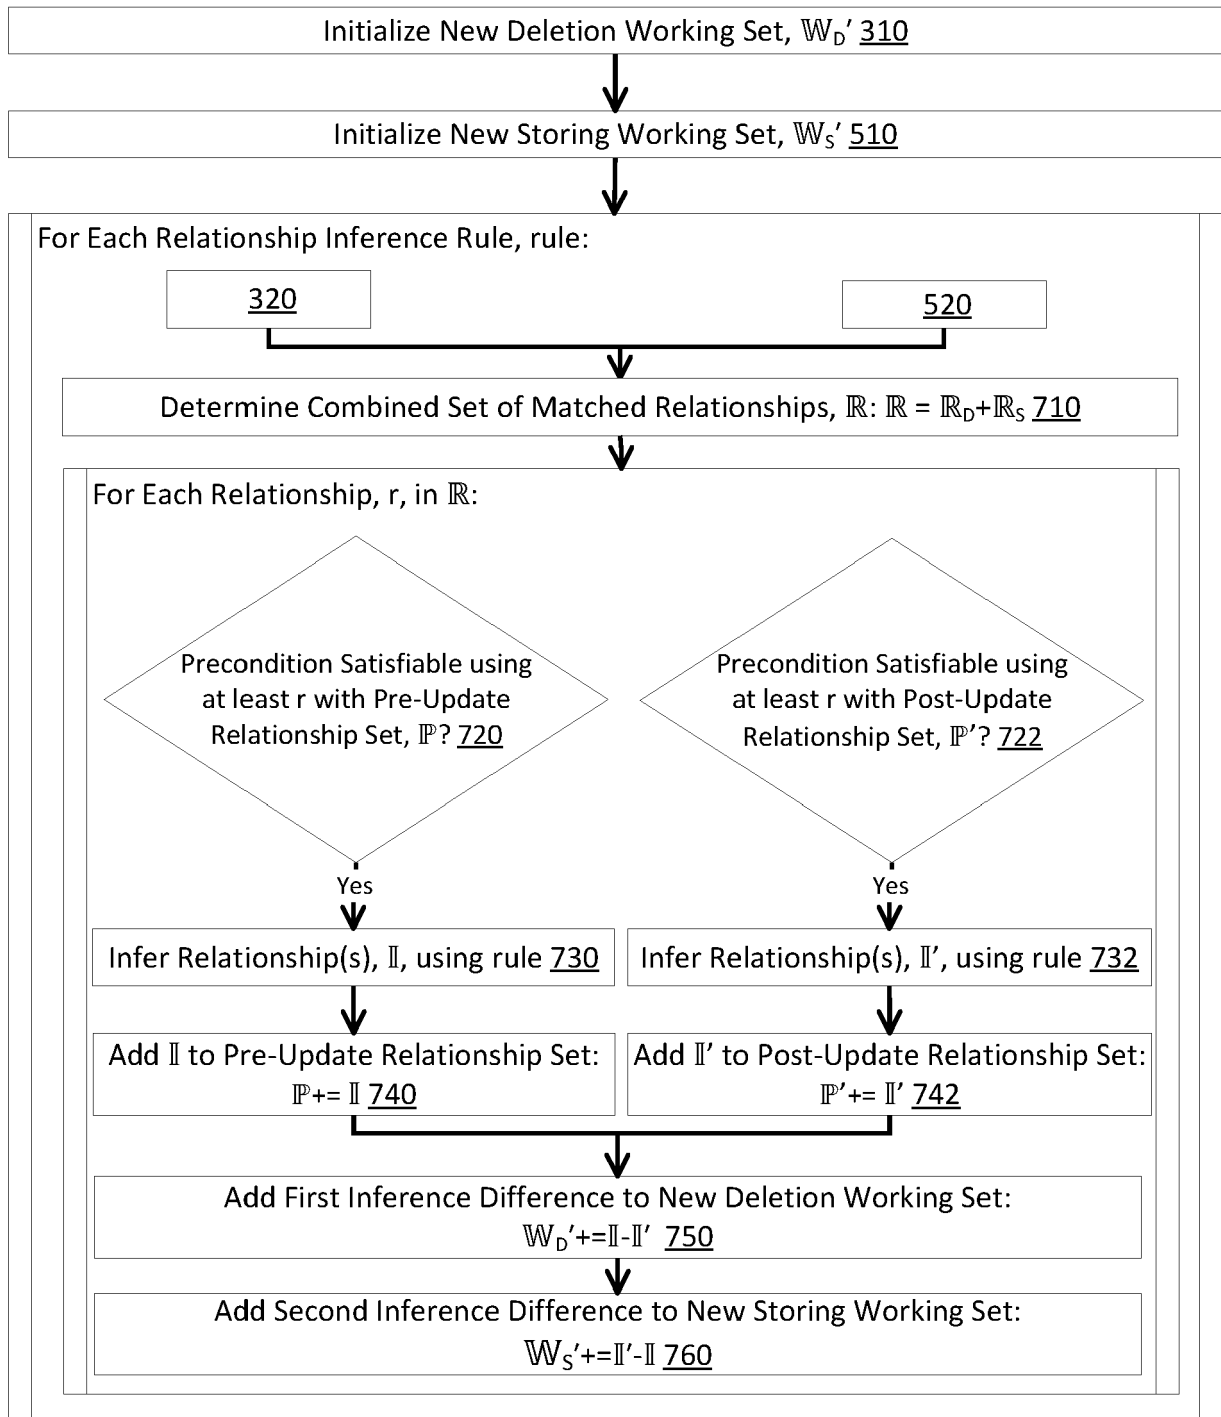 Initialize New Deletion Working Set, 𝕎D′ 310
Initialize New Storing Working Set, 𝕎S′ 510
For Each Relationship Inference Rule, rule:
320
520
Determine Combined Set of Matched Relationships, ℝ: ℝ = ℝD+ℝS 710
For Each Relationship, r, in ℝ:
Precondition Satisfiable using
at least r with Pre-Update
Relationship Set, ℙ? 720
Precondition Satisfiable using
at least r with Post-Update
Relationship Set, ℙ’? 722
Yes
Yes
Infer Relationship(s), 𝕀, using rule 730
Infer Relationship(s), 𝕀’, using rule 732
Add 𝕀 to Pre-Update Relationship Set:
ℙ+= 𝕀 740
Add 𝕀’ to Post-Update Relationship Set:
ℙ’+= 𝕀’ 742
Add First Inference Difference to New Deletion Working Set:
𝕎D′+=𝕀-𝕀′ 750
Add Second Inference Difference to New Storing Working Set:
𝕎S′+=𝕀′-𝕀 760